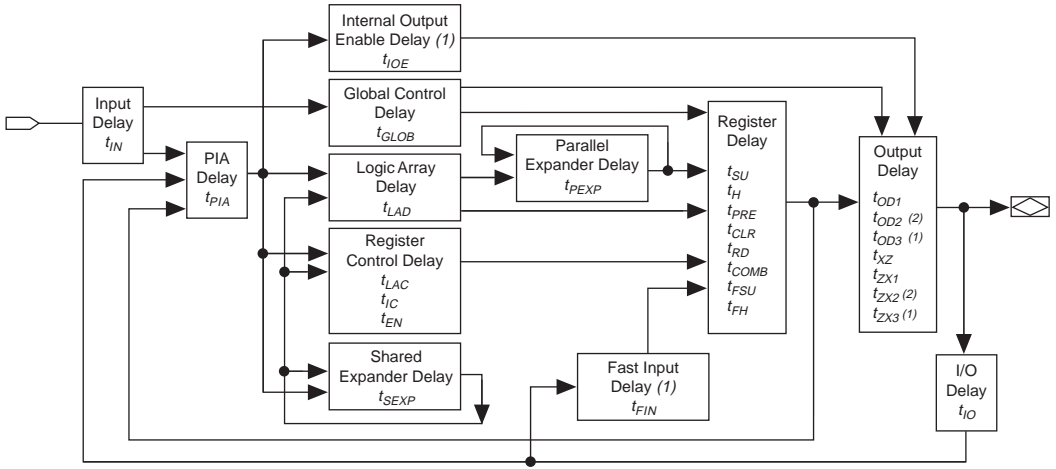 Internal Output
Enable Delay (1)
tIOE
Input
Delay
tIN
Global Control
Delay
tGLOB
Register
Delay
tSU
tH
tPRE
tCLR
tRD
tCOMB
tFSU
tFH
PIA
Delay
tPIA
Logic Array
Delay
tLAD
Parallel
Expander Delay
tPEXP
Output
Delay
tOD1
tOD2 (2)
tOD3 (1)
tXZ
tZX1
tZX2 (2)
tZX3 (1)
Register
Control Delay
tLAC
tIC
tEN
Shared
Expander Delay
tSEXP
Fast Input
Delay (1)
tFIN
I/O
Delay
tIO